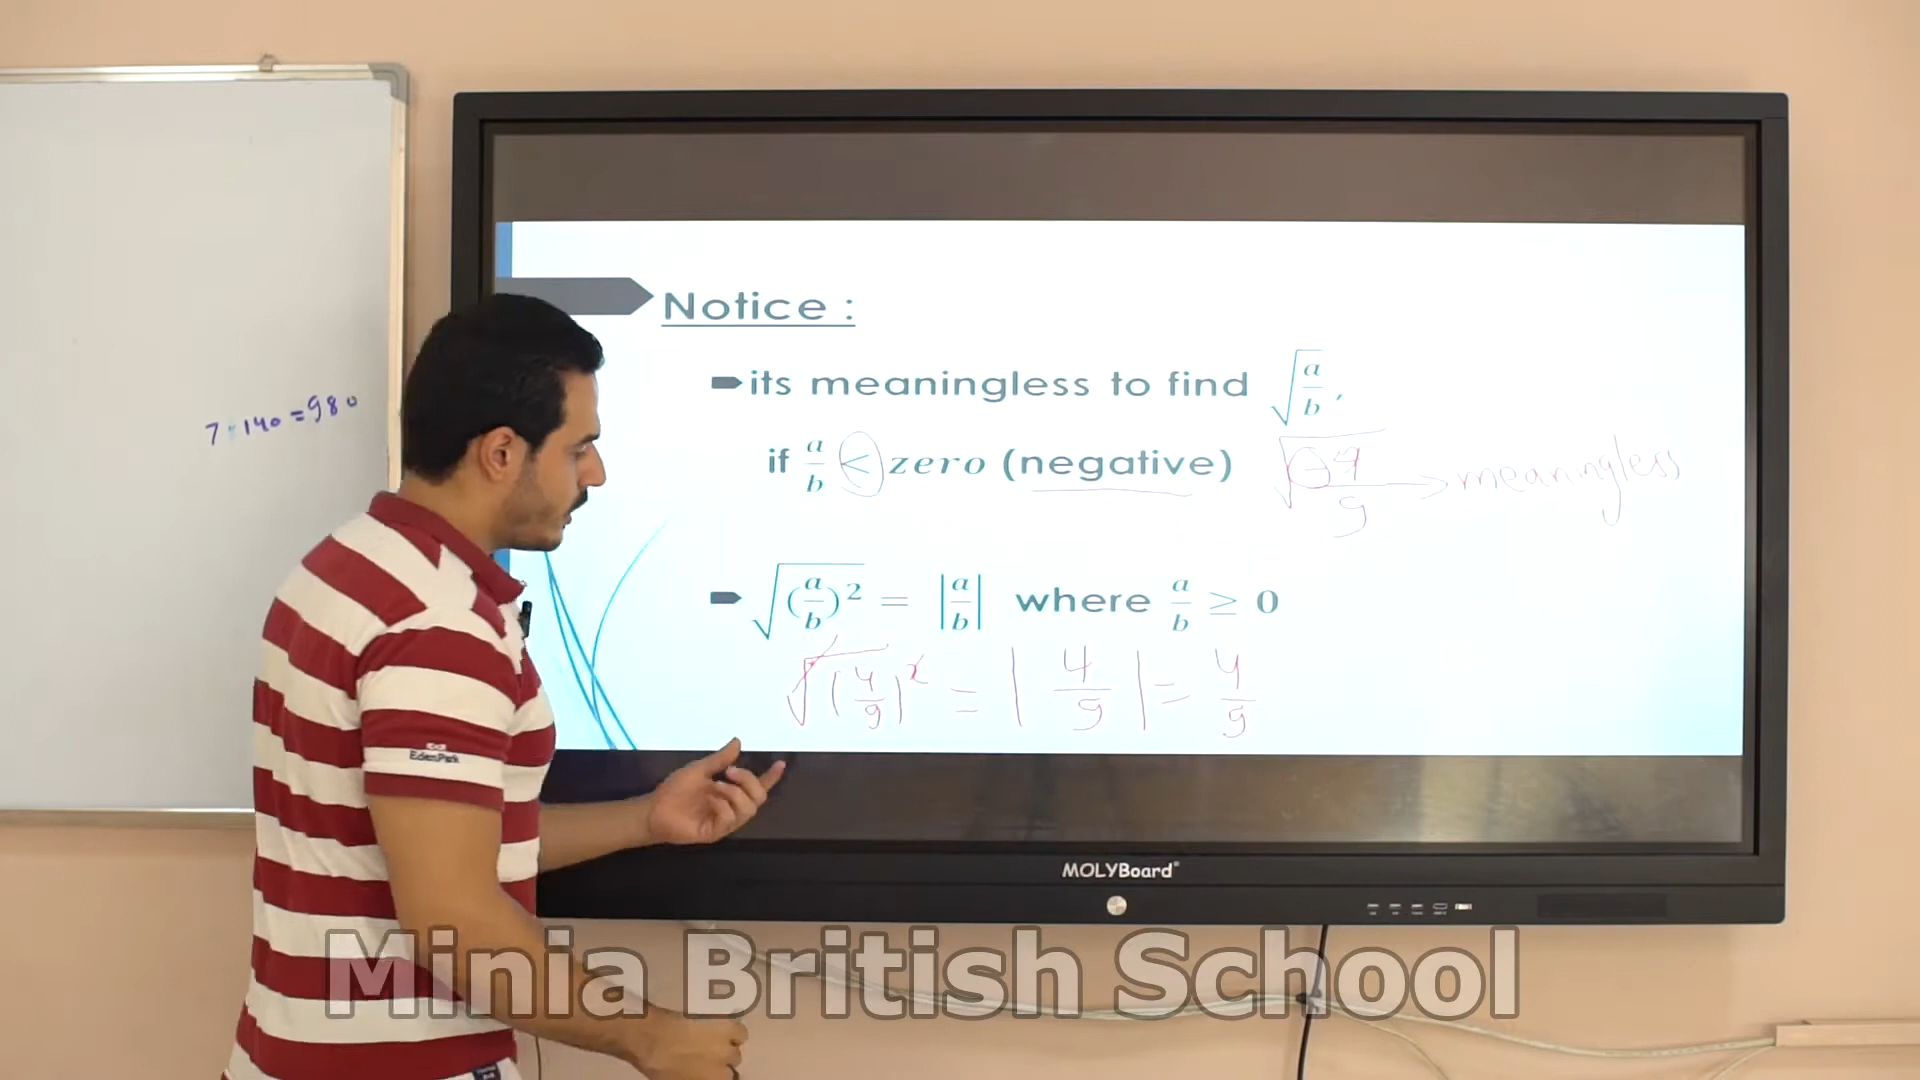 7 · 140 = 980
Notice :
its meaningless to find √(a/b) ,
if a/b < zero (negative) √(-4/9) → meaningless
√((a/b)²) = |a/b| where a/b ≥ 0
√((4/9)²) = |4/9| = 4/9
EdenPark
MOLYBoard
Minia British School